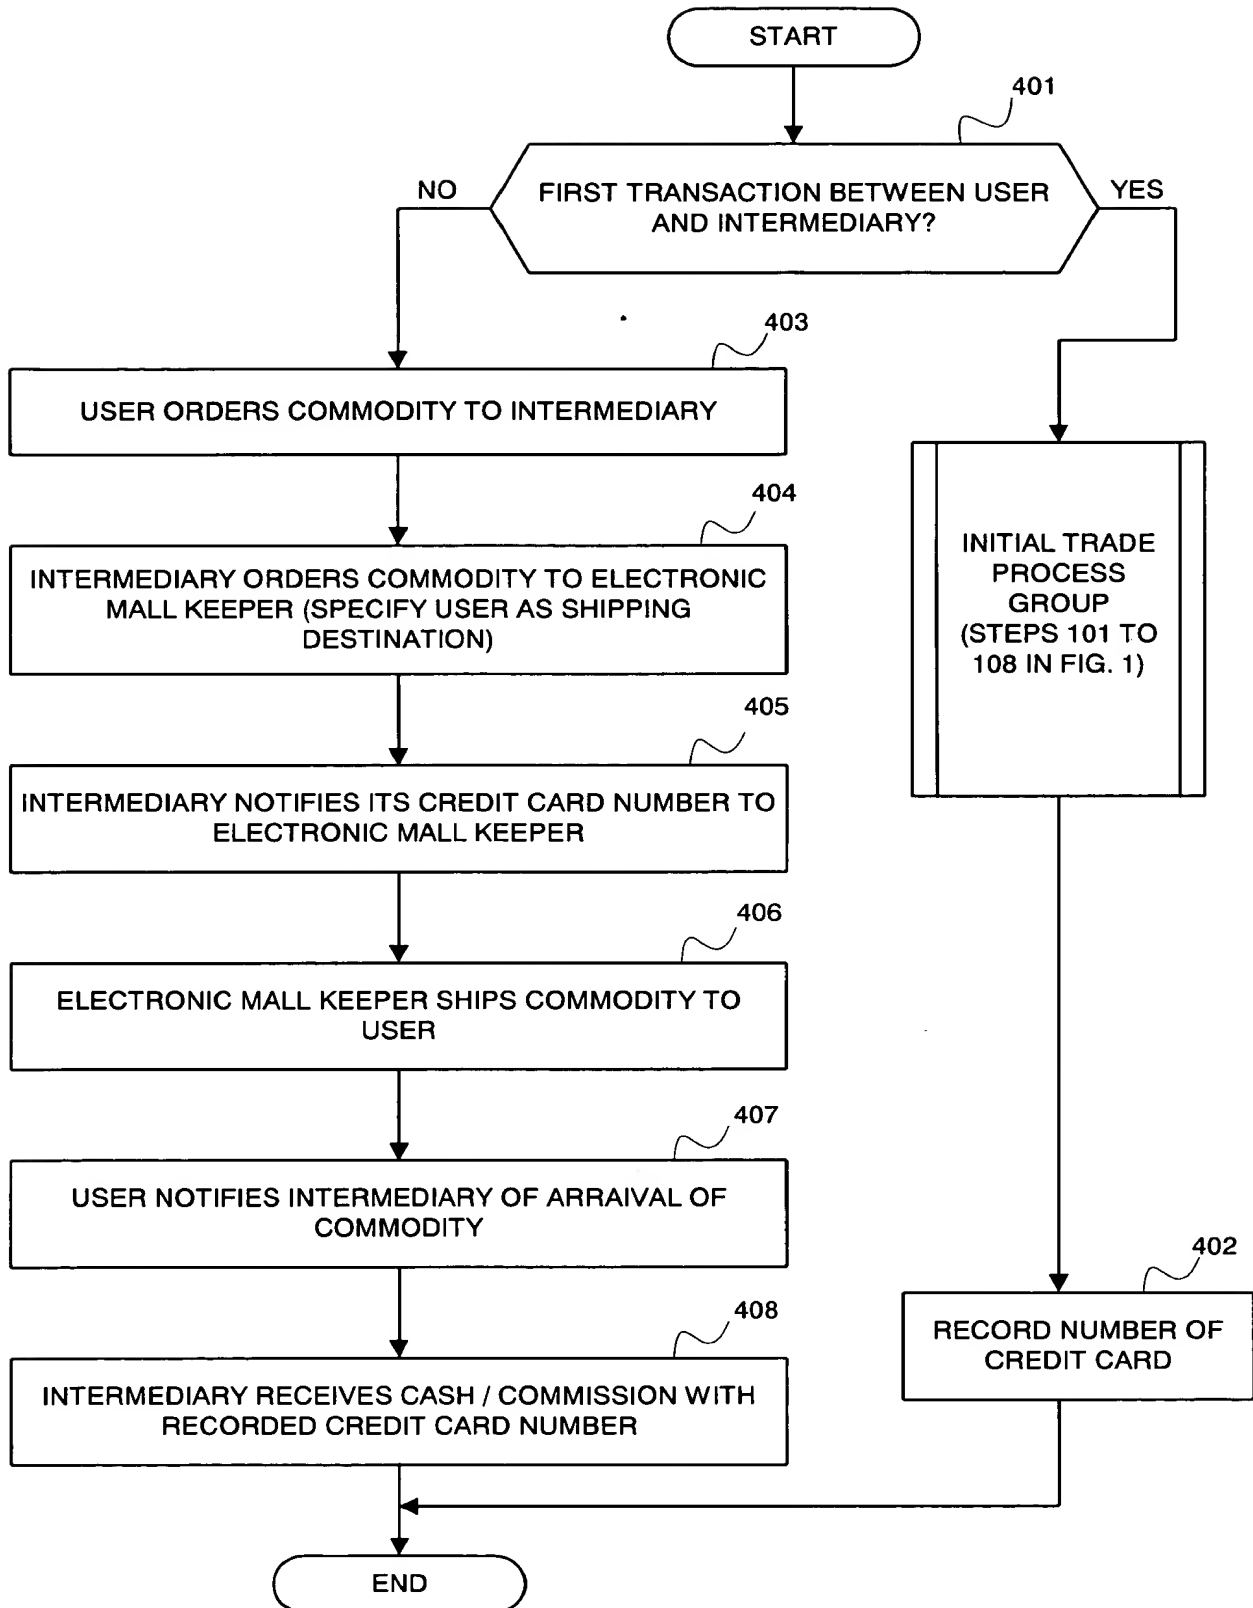 START
401
FIRST TRANSACTION BETWEEN USER
AND INTERMEDIARY?
NO
YES
403
USER ORDERS COMMODITY TO INTERMEDIARY
404
INTERMEDIARY ORDERS COMMODITY TO ELECTRONIC
MALL KEEPER (SPECIFY USER AS SHIPPING
DESTINATION)
INITIAL TRADE
PROCESS
GROUP
(STEPS 101 TO
108 IN FIG. 1)
405
INTERMEDIARY NOTIFIES ITS CREDIT CARD NUMBER TO
ELECTRONIC MALL KEEPER
406
ELECTRONIC MALL KEEPER SHIPS COMMODITY TO
USER
407
USER NOTIFIES INTERMEDIARY OF ARRAIVAL OF
COMMODITY
402
RECORD NUMBER OF
CREDIT CARD
408
INTERMEDIARY RECEIVES CASH / COMMISSION WITH
RECORDED CREDIT CARD NUMBER
END